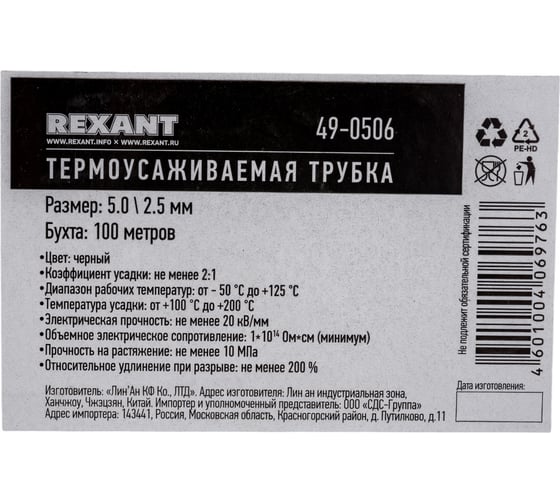 REXANT
WWW.REXANT.INFO × WWW.REXANT.RU
49-0506
ТЕРМОУСАЖИВАЕМАЯ ТРУБКА
Размер: 5.0 \ 2.5 мм
Бухта: 100 метров
•Цвет: черный
•Коэффициент усадки: не менее 2:1
•Диапазон рабочих температур: от - 50 °C до +125 °C
•Температура усадки: от +100 °C до +200 °C
•Электрическая прочность: не менее 20 кВ/мм
•Объемное электрическое сопротивление: 1*10¹⁴ Ом*см (минимум)
•Прочность на растяжение: не менее 10 МПа
•Относительное удлинение при разрыве: не менее 200 %
Изготовитель: «Лин'Ан КФ Ко., ЛТД». Адрес изготовителя: Лин ан индустриальная зона,
Ханчжоу, Чжэцзян, Китай. Импортер и уполномоченный представитель: ООО «СДС-Группа»
Адрес импортера: 143441, Россия, Московская область, Красногорский район, д. Путилково, д.11
2
PE-HD
Не подлежит обязательной сертификации
4601004069763
Дата изготовления: